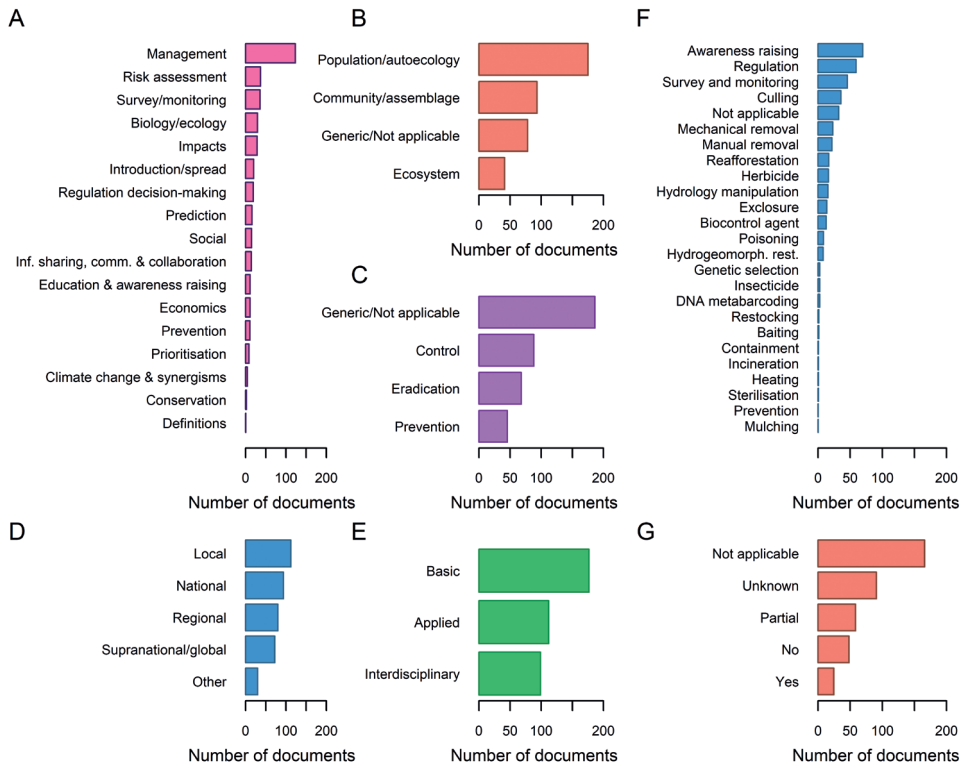 A
Management
Risk assessment
Survey/monitoring
Biology/ecology
Impacts
Introduction/spread
Regulation decision-making
Prediction
Social
Inf. sharing, comm. & collaboration
Education & awareness raising
Economics
Prevention
Prioritisation
Climate change & synergisms
Conservation
Definitions
0 50 100 200
Number of documents
B
Population/autoecology
Community/assemblage
Generic/Not applicable
Ecosystem
0 50 100 200
Number of documents
C
Generic/Not applicable
Control
Eradication
Prevention
0 50 100 200
Number of documents
F
Awareness raising
Regulation
Survey and monitoring
Culling
Not applicable
Mechanical removal
Manual removal
Reafforestation
Herbicide
Hydrology manipulation
Exclosure
Biocontrol agent
Poisoning
Hydrogeomorph. rest.
Genetic selection
Insecticide
DNA metabarcoding
Restocking
Baiting
Containment
Incineration
Heating
Sterilisation
Prevention
Mulching
0 50 100 200
Number of documents
D
Local
National
Regional
Supranational/global
Other
0 50 100 200
Number of documents
E
Basic
Applied
Interdisciplinary
0 50 100 200
Number of documents
G
Not applicable
Unknown
Partial
No
Yes
0 50 100 200
Number of documents